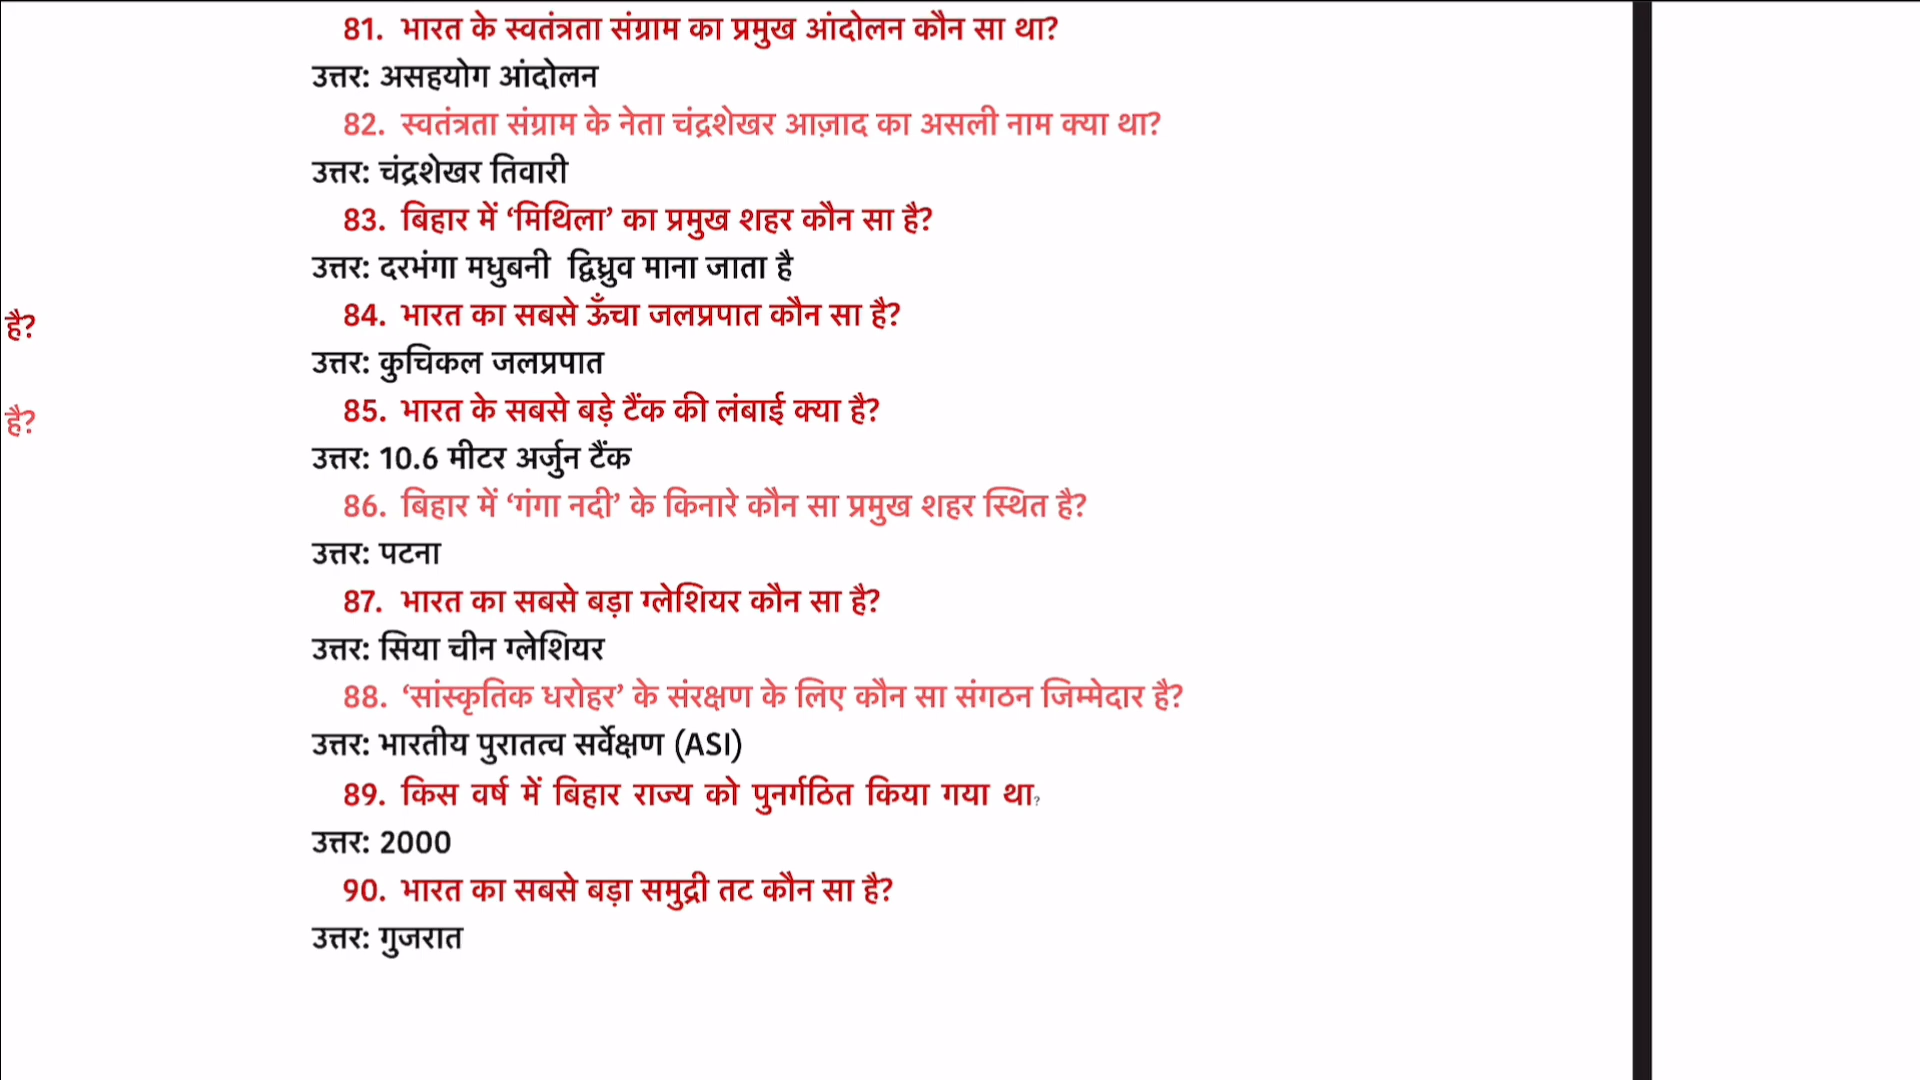 81. भारत के स्वतंत्रता संग्राम का प्रमुख आंदोलन कौन सा था?
उत्तर: असहयोग आंदोलन
82. स्वतंत्रता संग्राम के नेता चंद्रशेखर आज़ाद का असली नाम क्या था?
उत्तर: चंद्रशेखर तिवारी
83. बिहार में ‘मिथिला’ का प्रमुख शहर कौन सा है?
उत्तर: दरभंगा मधुबनी द्विध्रुव माना जाता है
84. भारत का सबसे ऊँचा जलप्रपात कौन सा है?
है?
उत्तर: कुचिकल जलप्रपात
85. भारत के सबसे बड़े टैंक की लंबाई क्या है?
है?
उत्तर: 10.6 मीटर अर्जुन टैंक
86. बिहार में ‘गंगा नदी’ के किनारे कौन सा प्रमुख शहर स्थित है?
उत्तर: पटना
87. भारत का सबसे बड़ा ग्लेशियर कौन सा है?
उत्तर: सिया चीन ग्लेशियर
88. ‘सांस्कृतिक धरोहर’ के संरक्षण के लिए कौन सा संगठन जिम्मेदार है?
उत्तर: भारतीय पुरातत्व सर्वेक्षण (ASI)
89. किस वर्ष में बिहार राज्य को पुनर्गठित किया गया था?
उत्तर: 2000
90. भारत का सबसे बड़ा समुद्री तट कौन सा है?
उत्तर: गुजरात